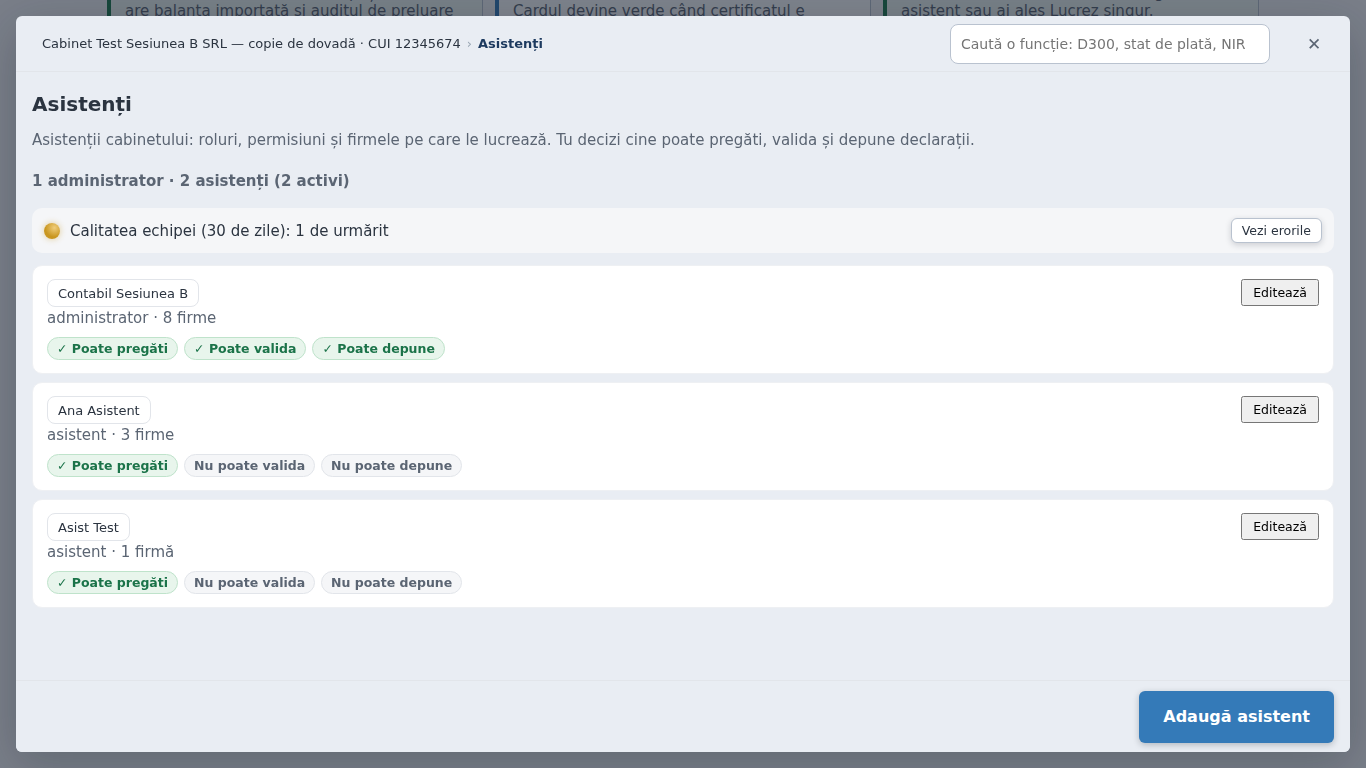 are balanța importată și auditul de preluare
Cardul devine verde când certificatul e
asistent sau ai ales Lucrez singur.
Cabinet Test Sesiunea B SRL — copie de dovadă · CUI 12345674 › Asistenți
Caută o funcție: D300, stat de plată, NIR
✕
Asistenți
Asistenții cabinetului: roluri, permisiuni și firmele pe care le lucrează. Tu decizi cine poate pregăti, valida și depune declarații.
1 administrator · 2 asistenți (2 activi)
Calitatea echipei (30 de zile): 1 de urmărit
Vezi erorile
Contabil Sesiunea B
Editează
administrator · 8 firme
✓ Poate pregăti ✓ Poate valida ✓ Poate depune
Ana Asistent
Editează
asistent · 3 firme
✓ Poate pregăti Nu poate valida Nu poate depune
Asist Test
Editează
asistent · 1 firmă
✓ Poate pregăti Nu poate valida Nu poate depune
Adaugă asistent